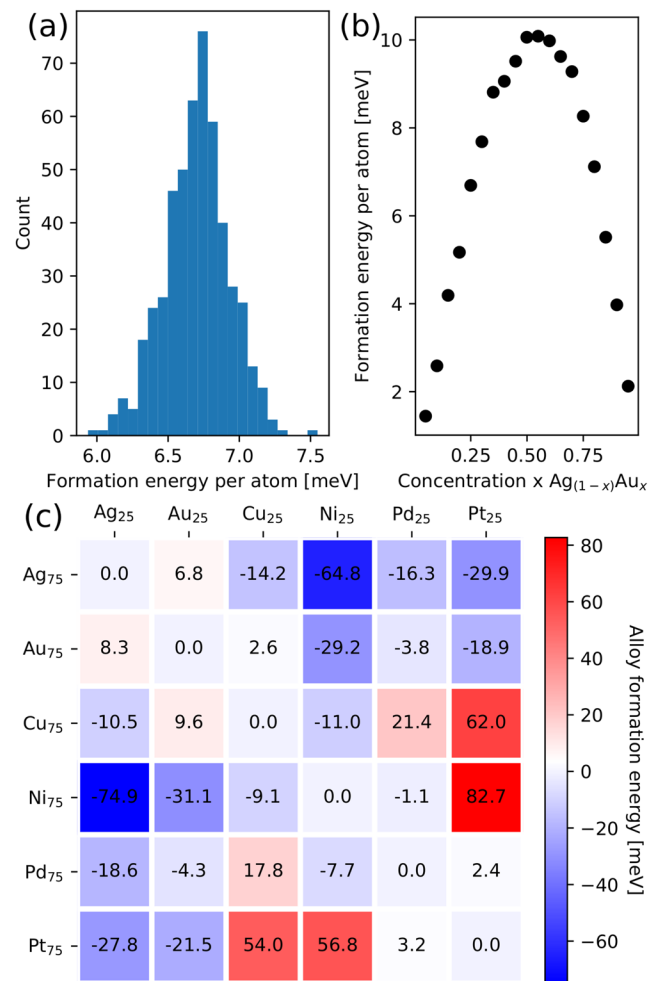 (a)
Count
70
60
50
40
30
20
10
0
6.0 6.5 7.0 7.5
Formation energy per atom [meV]
(b)
Formation energy per atom [meV]
10
8
6
4
2
0.25 0.50 0.75
Concentration x Ag(1−x)Aux
(c)
Ag25 Au25 Cu25 Ni25 Pd25 Pt25
Ag75 0.0 6.8 -14.2 -64.8 -16.3 -29.9
Au75 8.3 0.0 2.6 -29.2 -3.8 -18.9
Cu75 -10.5 9.6 0.0 -11.0 21.4 62.0
Ni75 -74.9 -31.1 -9.1 0.0 -1.1 82.7
Pd75 -18.6 -4.3 17.8 -7.7 0.0 2.4
Pt75 -27.8 -21.5 54.0 56.8 3.2 0.0
80
60
40
20
0
−20
−40
−60
Alloy formation energy [meV]